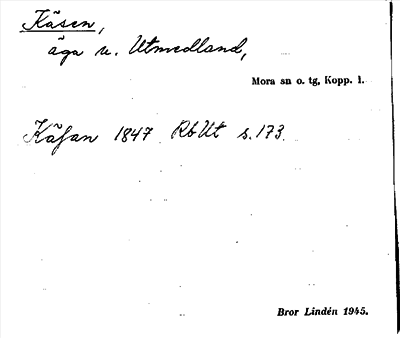 Käsen,
äga u. Utmedland,
Mora sn o. tg, Kopp. l.
Käsan 1847 RbUt s. 173.
Bror Lindén 1945.